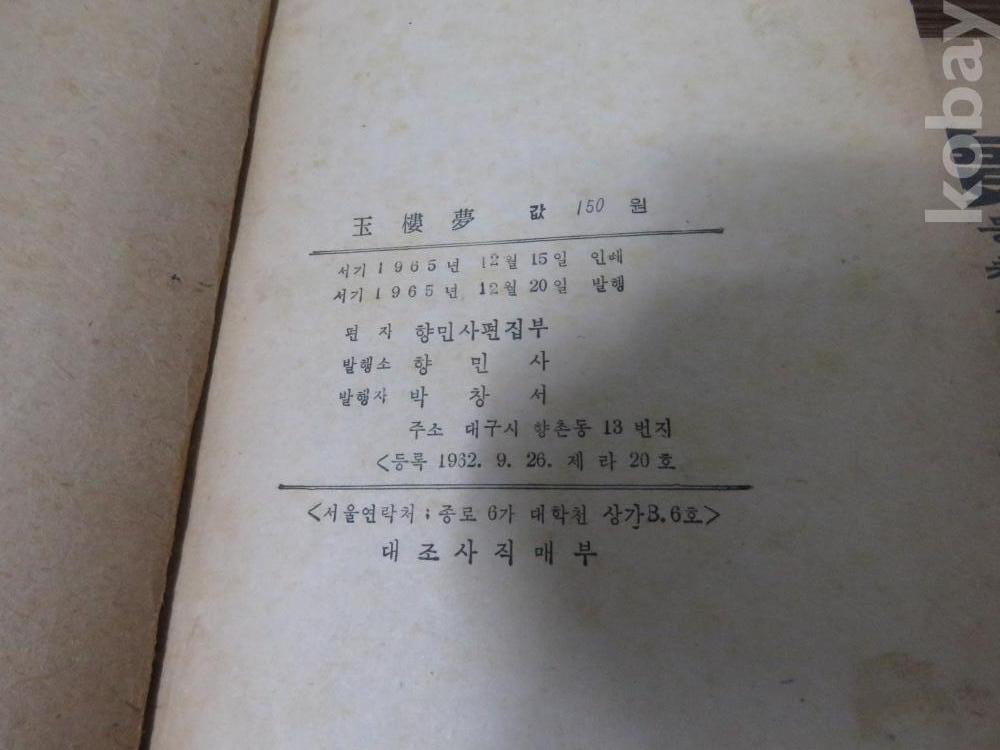 玉樓夢 값 150 원
서기 1965년 12월 15일 인쇄
서기 1965년 12월 20일 발행
편 자 향민사편집부
발행소 향 민 사
발행자 박 창 서
주소 대구시 향촌동 13 번지
<등록 1962. 9. 26. 제 라 20 호
<서울연락처 ; 종로 6가 대학천 상가B. 6호>
대조사직매부
kobay